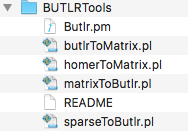 BUTLRTools
Butlr.pm
butlrToMatrix.pl
homerToMatrix.pl
matrixToButlr.pl
README
sparseToButlr.pl